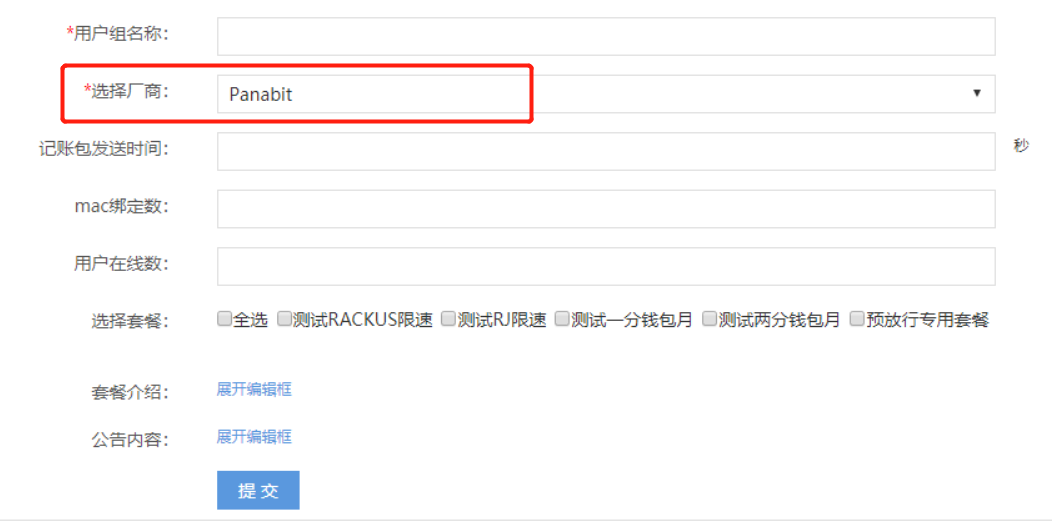 *用户组名称：
*选择厂商： Panabit ▼
记账包发送时间： 秒
mac绑定数：
用户在线数：
选择套餐： 全选 测试RACKUS限速 测试RJ限速 测试一分钱包月 测试两分钱包月 预放行专用套餐
套餐介绍： 展开编辑框
公告内容： 展开编辑框
提 交